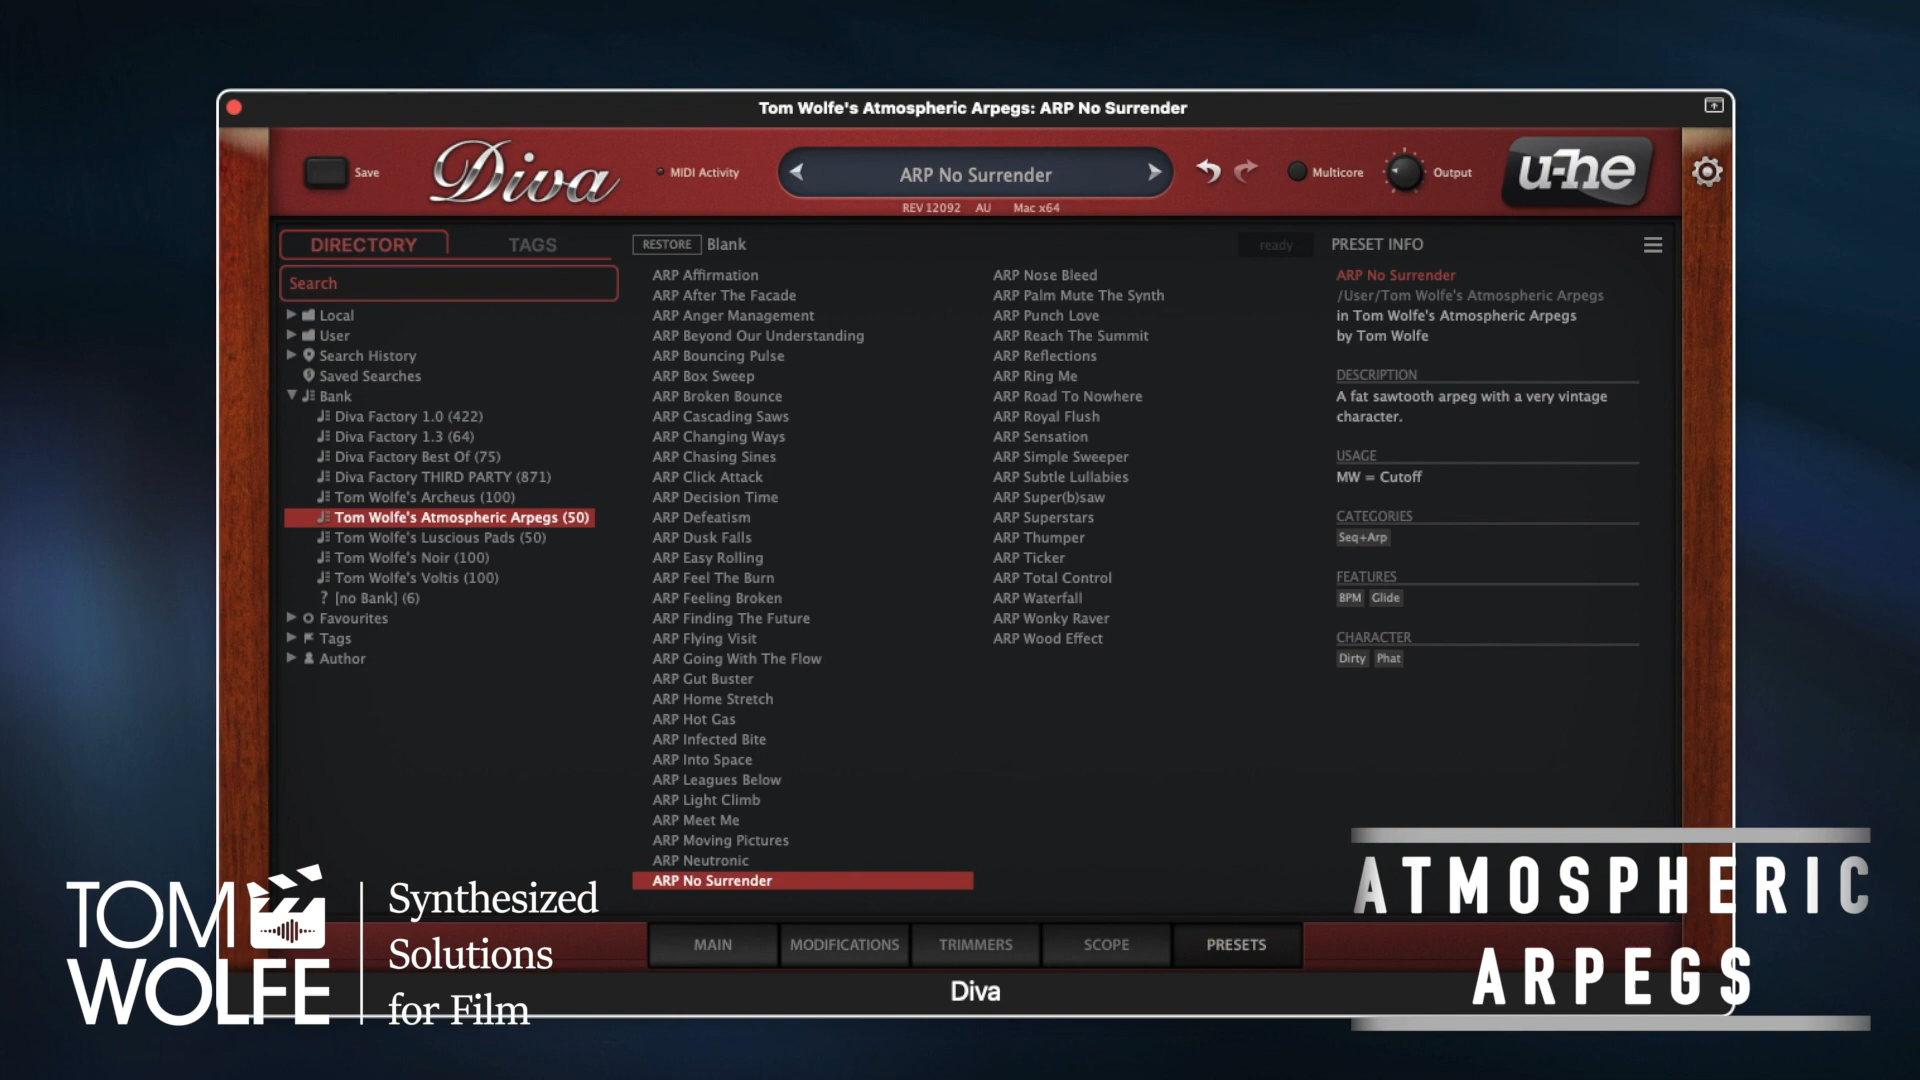 Tom Wolfe's Atmospheric Arpegs: ARP No Surrender
Save
Diva
MIDI Activity
ARP No Surrender
Multicore
Output
u-he
REV 12092 AU Mac x64
DIRECTORY
TAGS
Search
Local
User
Search History
Saved Searches
Bank
Diva Factory 1.0 (422)
Diva Factory 1.3 (64)
Diva Factory Best Of (75)
Diva Factory THIRD PARTY (871)
Tom Wolfe's Archeus (100)
Tom Wolfe's Atmospheric Arpegs (50)
Tom Wolfe's Luscious Pads (50)
Tom Wolfe's Noir (100)
Tom Wolfe's Voltis (100)
? [no Bank] (6)
Favourites
Tags
Author
RESTORE Blank
ready
ARP Affirmation
ARP After The Facade
ARP Anger Management
ARP Beyond Our Understanding
ARP Bouncing Pulse
ARP Box Sweep
ARP Broken Bounce
ARP Cascading Saws
ARP Changing Ways
ARP Chasing Sines
ARP Click Attack
ARP Decision Time
ARP Defeatism
ARP Dusk Falls
ARP Easy Rolling
ARP Feel The Burn
ARP Feeling Broken
ARP Finding The Future
ARP Flying Visit
ARP Going With The Flow
ARP Gut Buster
ARP Home Stretch
ARP Hot Gas
ARP Infected Bite
ARP Into Space
ARP Leagues Below
ARP Light Climb
ARP Meet Me
ARP Moving Pictures
ARP Neutronic
ARP No Surrender
ARP Nose Bleed
ARP Palm Mute The Synth
ARP Punch Love
ARP Reach The Summit
ARP Reflections
ARP Ring Me
ARP Road To Nowhere
ARP Royal Flush
ARP Sensation
ARP Simple Sweeper
ARP Subtle Lullabies
ARP Super(b)saw
ARP Superstars
ARP Thumper
ARP Ticker
ARP Total Control
ARP Waterfall
ARP Wonky Raver
ARP Wood Effect
PRESET INFO
ARP No Surrender
/User/Tom Wolfe's Atmospheric Arpegs
in Tom Wolfe's Atmospheric Arpegs
by Tom Wolfe
DESCRIPTION
A fat sawtooth arpeg with a very vintage
character.
USAGE
MW = Cutoff
CATEGORIES
Seq+Arp
FEATURES
BPM Glide
CHARACTER
Dirty Phat
MAIN
MODIFICATIONS
TRIMMERS
SCOPE
PRESETS
Diva
TOM
WOLFE
Synthesized
Solutions
for Film
ATMOSPHERIC
ARPEGS